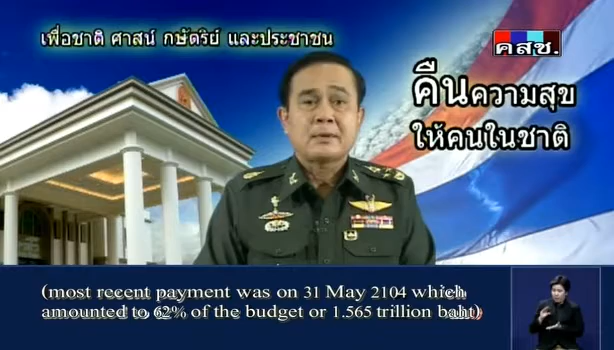 เพื่อชาติ ศาสน์ กษัตริย์ และประชาชน
คสช.
คืนความสุข
ให้คนในชาติ
(most recent payment was on 31 May 2104 which
amounted to 62% of the budget or 1.565 trillion baht)